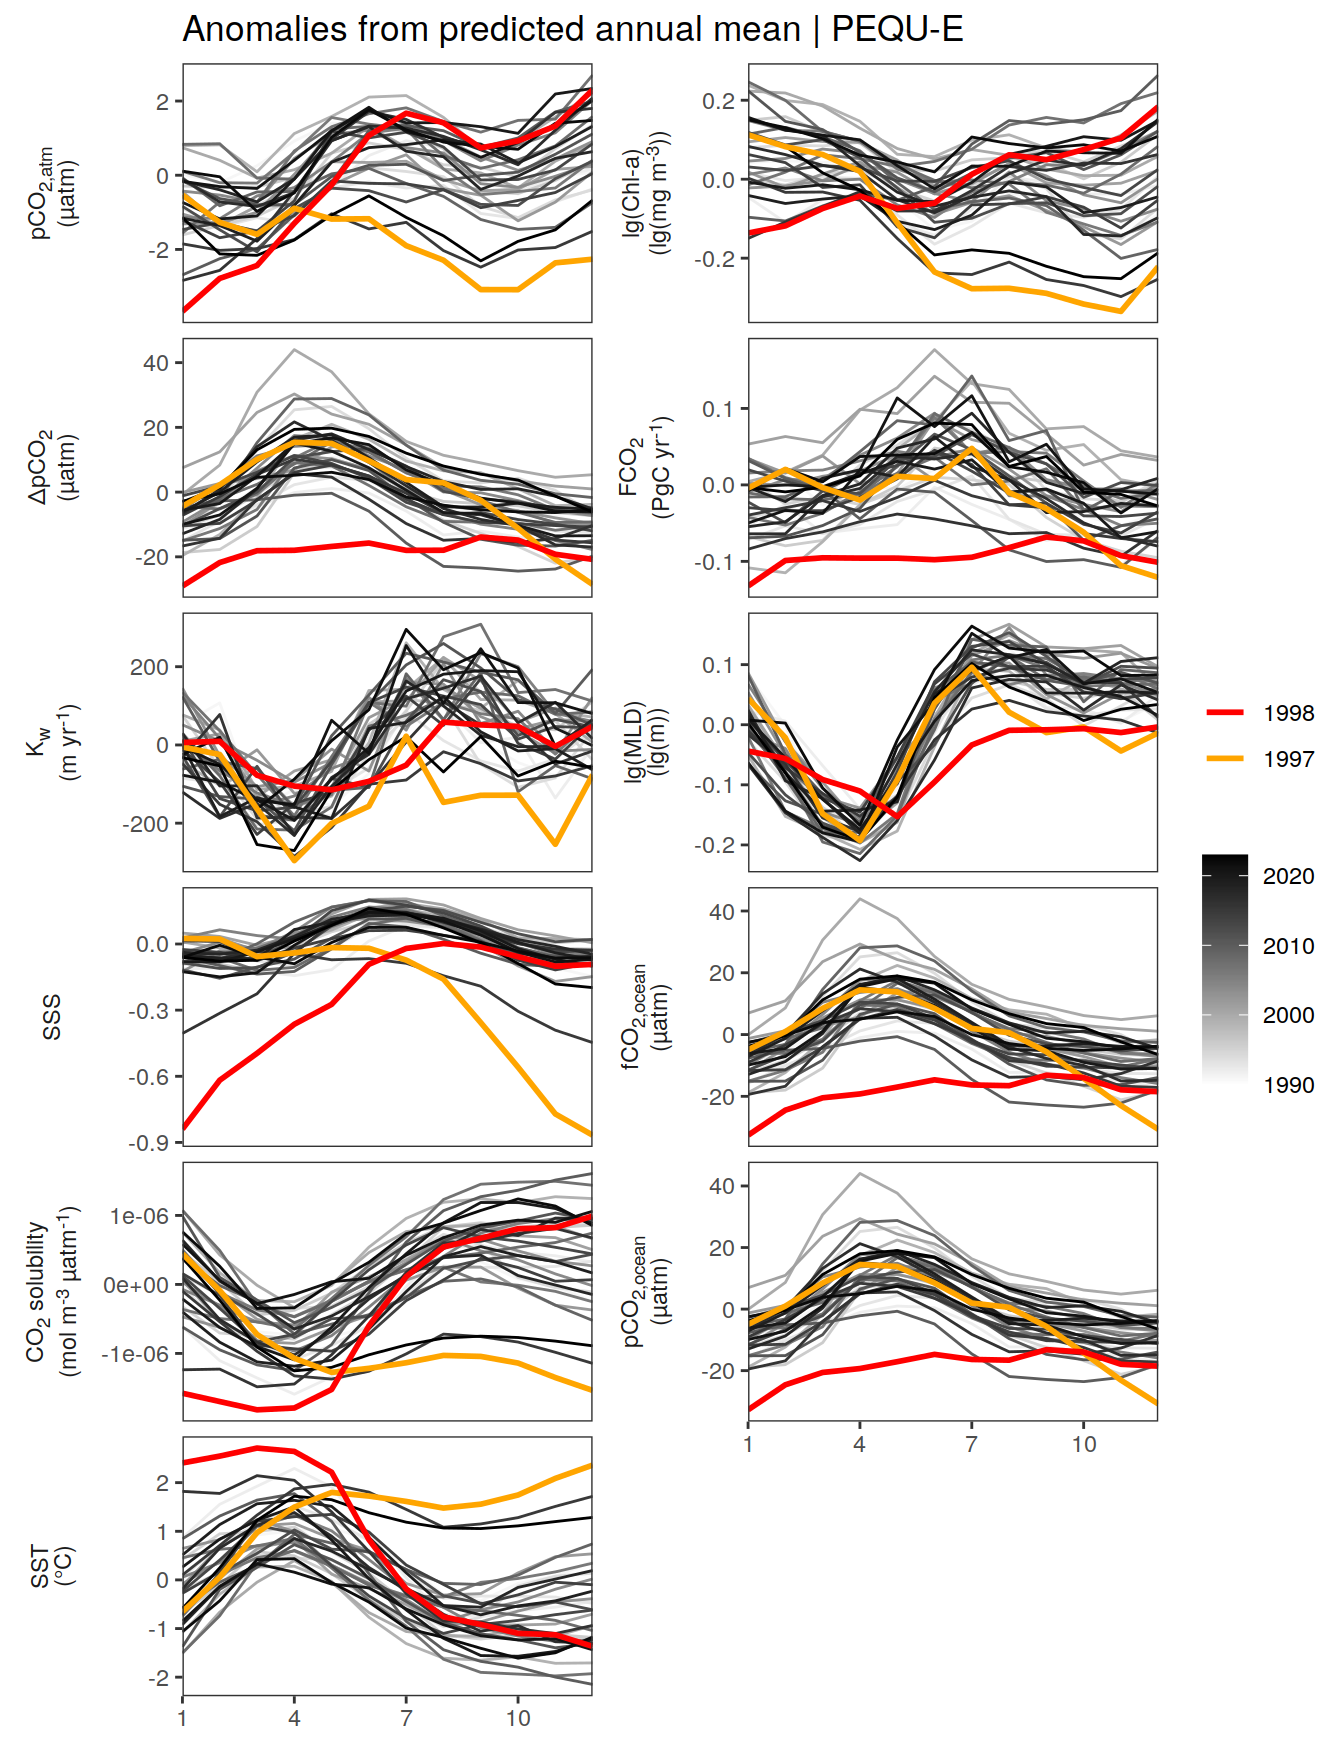 Anomalies from predicted annual mean | PEQU-E
pCO2,atm
(µatm)
2
0
-2
lg(Chl-a)
(lg(mg m-3))
0.2
0.0
-0.2
ΔpCO2
(µatm)
40
20
0
-20
FCO2
(PgC yr-1)
0.1
0.0
-0.1
Kw
(m yr-1)
200
0
-200
lg(MLD)
(lg(m))
0.1
0.0
-0.1
-0.2
SSS
0.0
-0.3
-0.6
-0.9
fCO2,ocean
(µatm)
40
20
0
-20
CO2 solubility
(mol m-3 µatm-1)
1e-06
0e+00
-1e-06
pCO2,ocean
(µatm)
40
20
0
-20
1 4 7 10
SST
(°C)
2
1
0
-1
-2
1 4 7 10
1998
1997
2020
2010
2000
1990